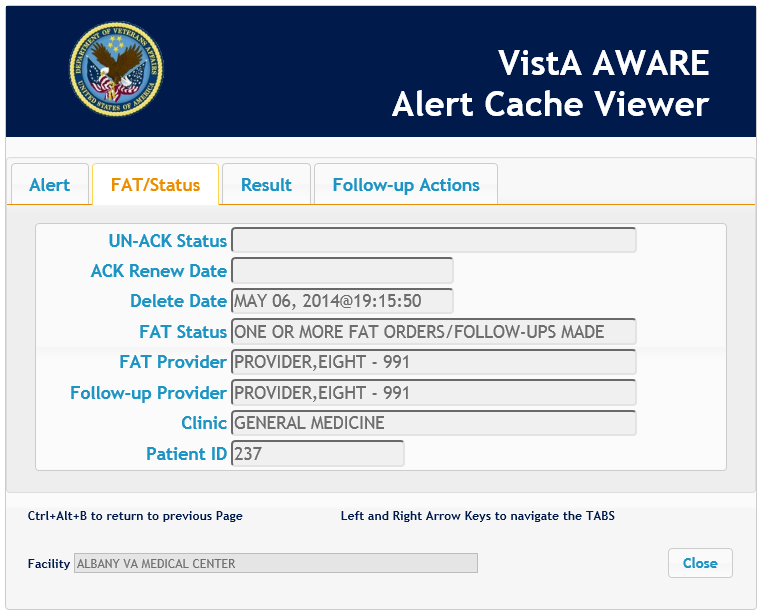 DEPARTMENT OF VETERANS AFFAIRS
UNITED STATES OF AMERICA
VistA AWARE
Alert Cache Viewer
Alert FAT/Status Result Follow-up Actions
UN-ACK Status
ACK Renew Date
Delete Date MAY 06, 2014@19:15:50
FAT Status ONE OR MORE FAT ORDERS/FOLLOW-UPS MADE
FAT Provider PROVIDER,EIGHT - 991
Follow-up Provider PROVIDER,EIGHT - 991
Clinic GENERAL MEDICINE
Patient ID 237
Ctrl+Alt+B to return to previous Page Left and Right Arrow Keys to navigate the TABS
Facility ALBANY VA MEDICAL CENTER Close